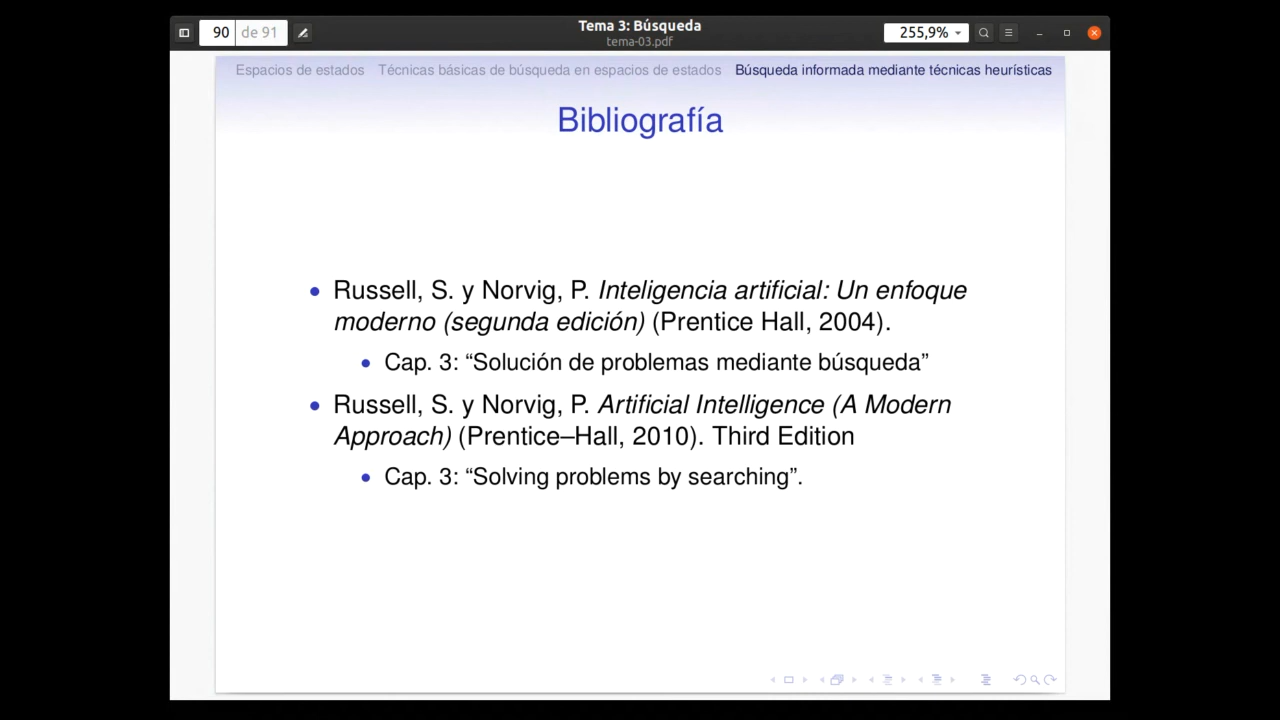 90 de 91
Tema 3: Búsqueda
tema-03.pdf
255,9%
Espacios de estados Técnicas básicas de búsqueda en espacios de estados Búsqueda informada mediante técnicas heurísticas
Bibliografía
• Russell, S. y Norvig, P. Inteligencia artificial: Un enfoque
moderno (segunda edición) (Prentice Hall, 2004).
• Cap. 3: “Solución de problemas mediante búsqueda”
• Russell, S. y Norvig, P. Artificial Intelligence (A Modern
Approach) (Prentice–Hall, 2010). Third Edition
• Cap. 3: “Solving problems by searching”.